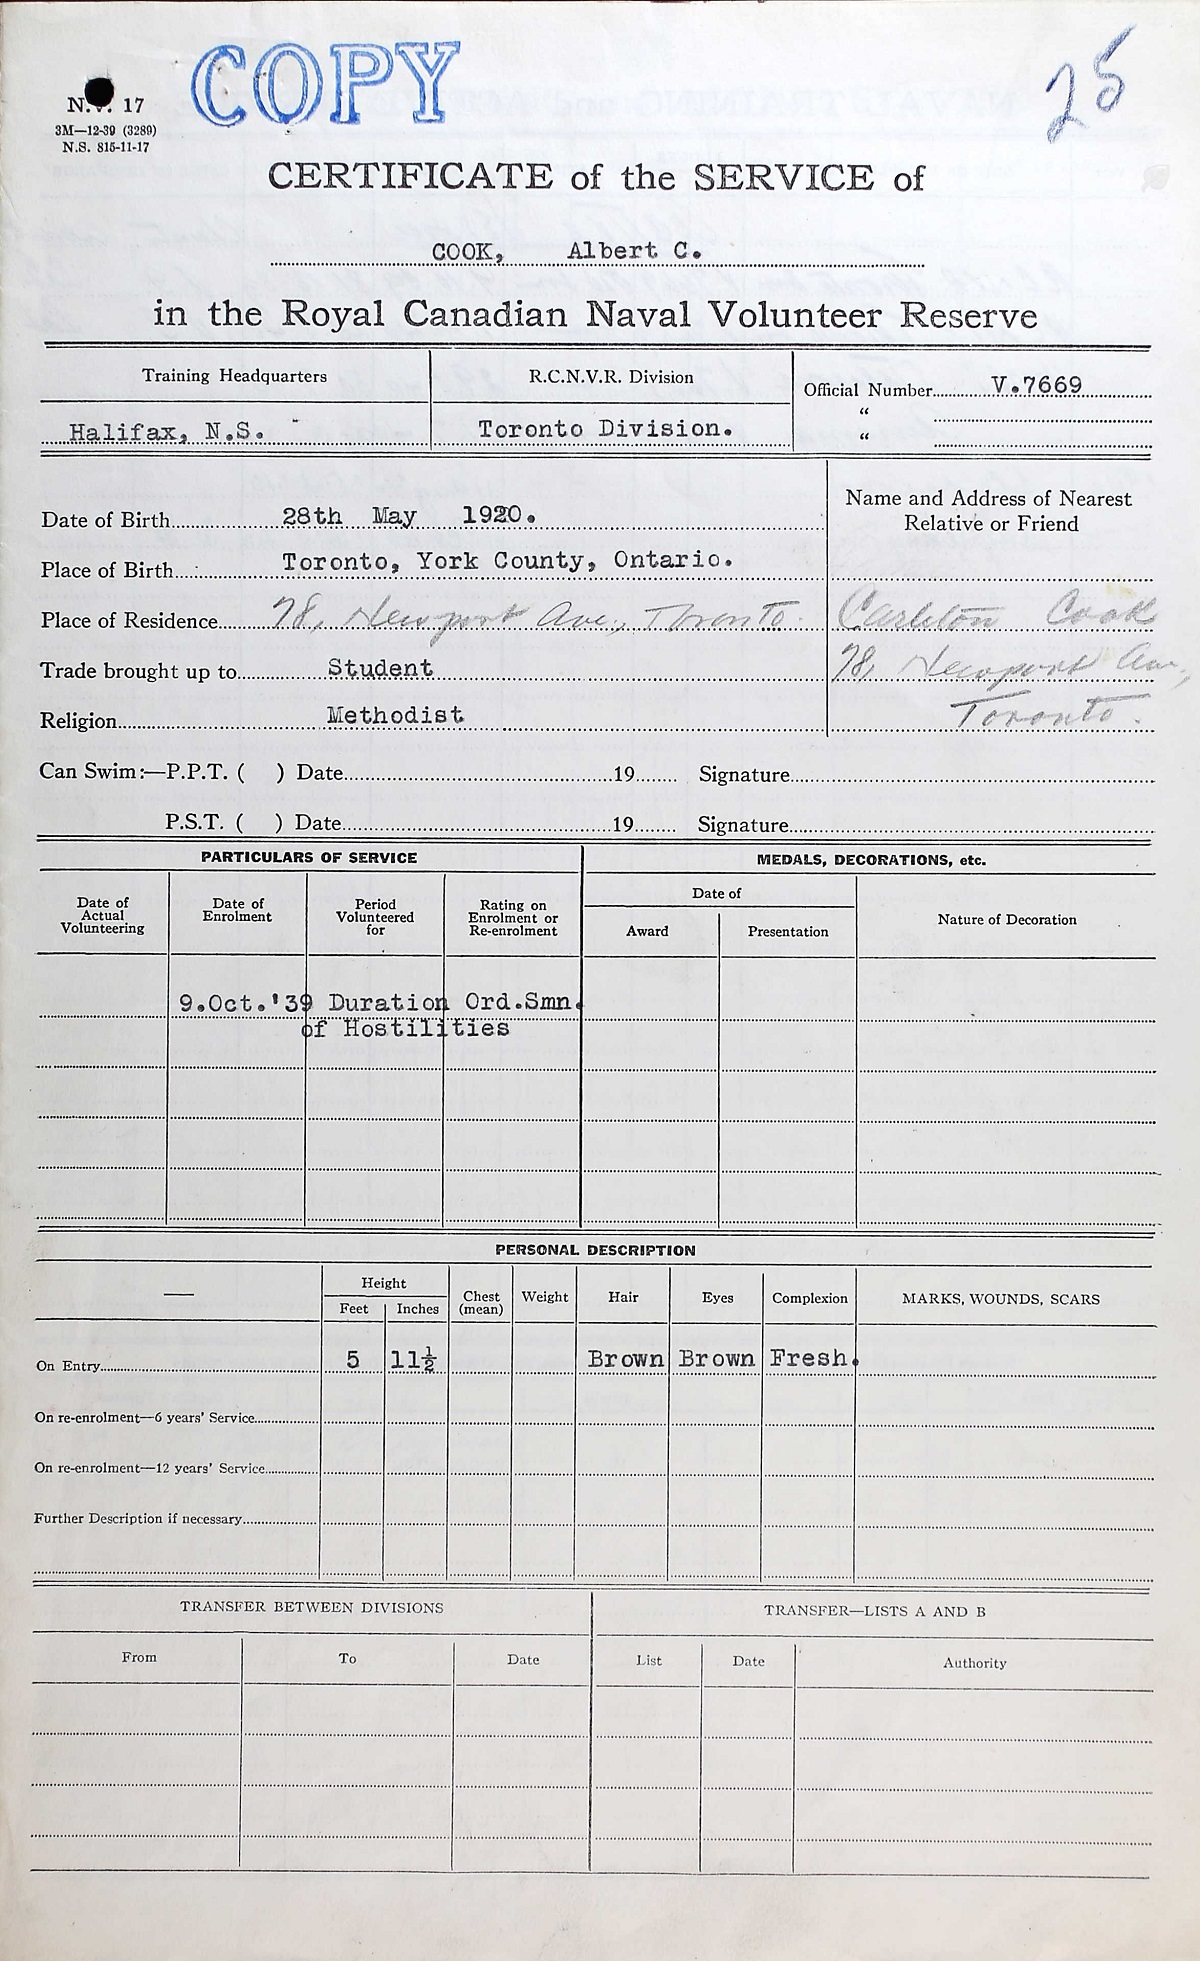 COPY
25
N.V. 17
3M—12-39 (3289)
N.S. 815-11-17
CERTIFICATE of the SERVICE of
COOK, Albert C.
in the Royal Canadian Naval Volunteer Reserve
Training Headquarters
R.C.N.V.R. Division
Official Number V.7669
Halifax, N.S.
Toronto Division.
“
“
Name and Address of Nearest
Relative or Friend
Date of Birth 28th May 1920.
Place of Birth Toronto, York County, Ontario.
Place of Residence 78, Newport Ave., Toronto.
Carleton Cook
Trade brought up to Student
78, Newport Ave.,
Religion Methodist
Toronto.
Can Swim:—P.P.T. ( ) Date 19 Signature
P.S.T. ( ) Date 19 Signature
PARTICULARS OF SERVICE
MEDALS, DECORATIONS, etc.
Date of
Actual
Volunteering
Date of
Enrolment
Period
Volunteered
for
Rating on
Enrolment or
Re-enrolment
Date of
Award
Presentation
Nature of Decoration
9.Oct.'39 Duration Ord.Smn.
of Hostilities
PERSONAL DESCRIPTION
—
Height
Feet
Inches
Chest
(mean)
Weight
Hair
Eyes
Complexion
MARKS, WOUNDS, SCARS
On Entry 5 11½ Brown Brown Fresh.
On re-enrolment—6 years' Service
On re-enrolment—12 years' Service
Further Description if necessary
TRANSFER BETWEEN DIVISIONS
TRANSFER—LISTS A AND B
From
To
Date
List
Date
Authority